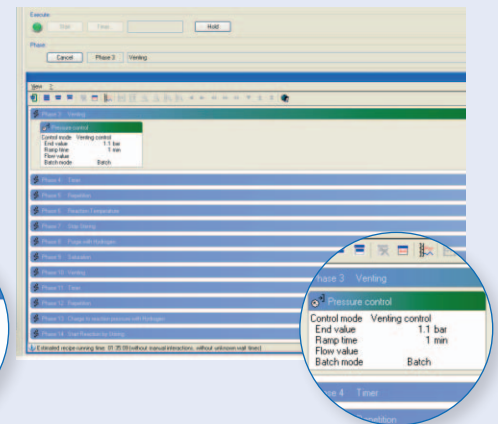 Execute
Start
Timer
Hold
Phase
Cancel
Phase 3
Venting
View
Phase 3 Venting
Pressure control
Control mode Venting control
End value 1.1 bar
Ramp time 1 min
Flow value
Batch mode Batch
Phase 4 Timer
Phase 5 Repetition
Phase 6 Reaction Temperature
Phase 7 Stop Stirring
Phase 8 Purge with Hydrogen
Phase 9 Saturation
Phase 10 Venting
Phase 11 Timer
Phase 12 Repetition
Phase 13 Charge to reaction pressure with Hydrogen
Phase 14 Start Reaction by Stirring
Estimated recipe running time: 01:35:00 (without manual interactions, without unknown wait times)
hase 3 Venting
Pressure control
Control mode Venting control
End value 1.1 bar
Ramp time 1 min
Flow value
Batch mode Batch
se 4 Timer
epetition